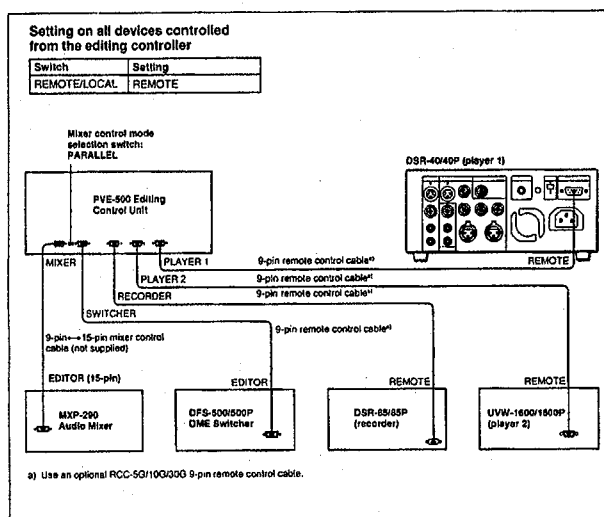 Setting on all devices controlled
from the editing controller
Switch Setting
REMOTE/LOCAL REMOTE
Mixer control mode
selection switch:
PARALLEL
DSR-40/40P (player 1)
PVE-500 Editing
Control Unit
MIXER
PLAYER 1
9-pin remote control cableᵃ⁾
REMOTE
PLAYER 2
9-pin remote control cableᵃ⁾
RECORDER
9-pin remote control cableᵃ⁾
SWITCHER
9-pin remote control cableᵃ⁾
9-pin↔15-pin mixer control
cable (not supplied)
EDITOR (15-pin)
EDITOR
REMOTE
REMOTE
MXP-290
Audio Mixer
DFS-500/500P
DME Switcher
DSR-85/85P
(recorder)
UVW-1600/1600P
(player 2)
a) Use an optional RCC-5G/10G/30G 9-pin remote control cable.